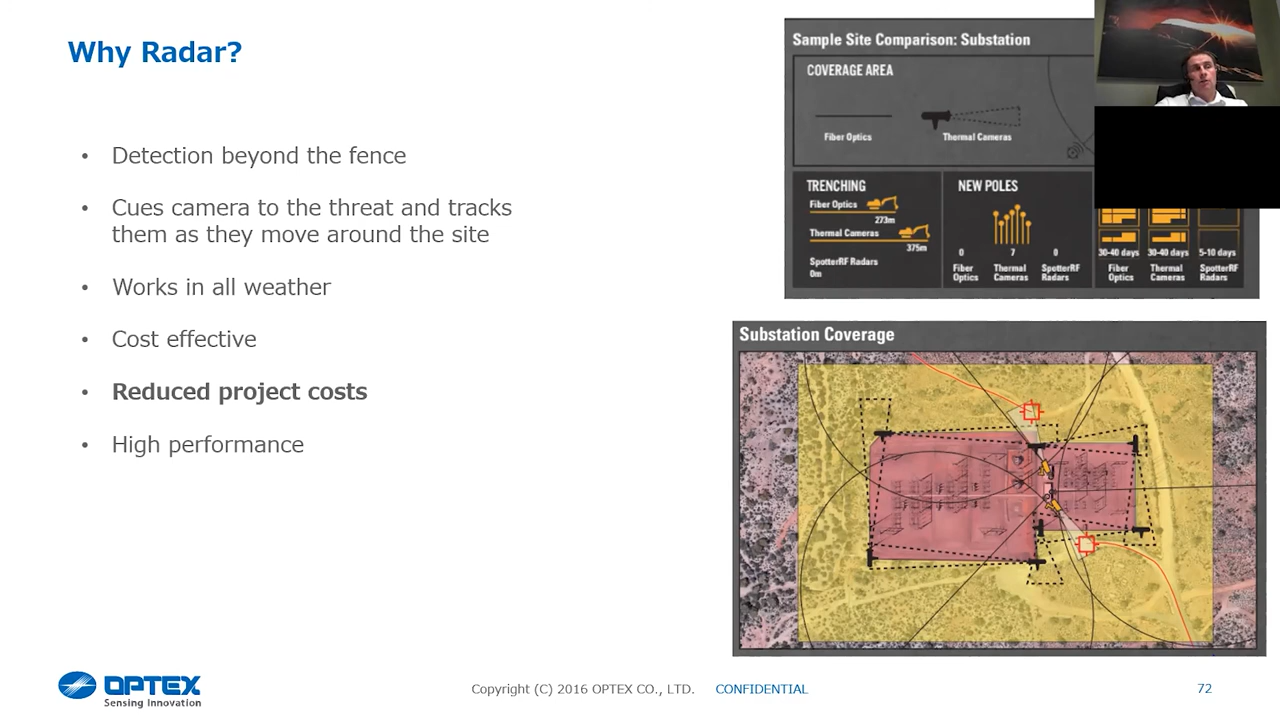 Why Radar?
• Detection beyond the fence
• Cues camera to the threat and tracks
them as they move around the site
• Works in all weather
• Cost effective
• Reduced project costs
• High performance
Sample Site Comparison: Substation
COVERAGE AREA
Fiber Optics
Thermal Cameras
TRENCHING
Fiber Optics
273m
Thermal Cameras
375m
SpotterRF Radars
0m
NEW POLES
0 7 0
Fiber Thermal SpotterRF
Optics Cameras Radars
30-40 days 30-40 days 5-10 days
Fiber Thermal SpotterRF
Optics Cameras Radars
Substation Coverage
OPTEX
Sensing Innovation
Copyright (C) 2016 OPTEX CO., LTD. CONFIDENTIAL
72